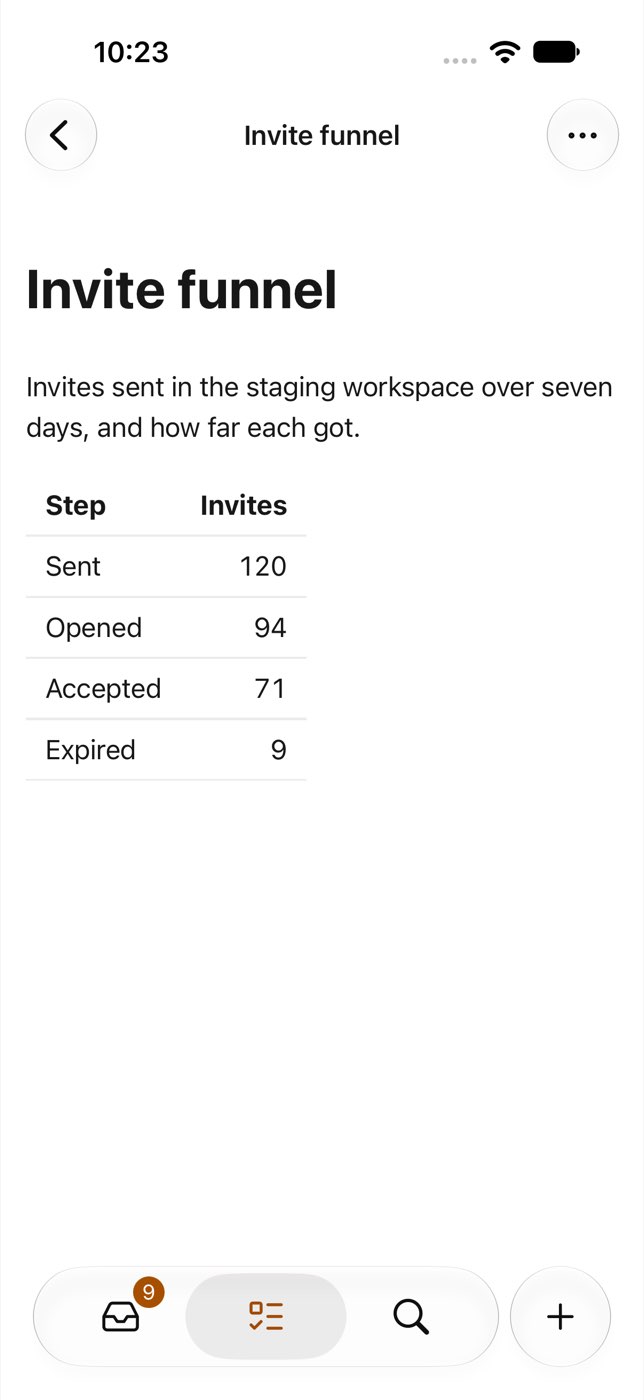 10:23
Invite funnel
Invite funnel
Invites sent in the staging workspace over seven
days, and how far each got.
Step Invites
Sent 120
Opened 94
Accepted 71
Expired 9
9